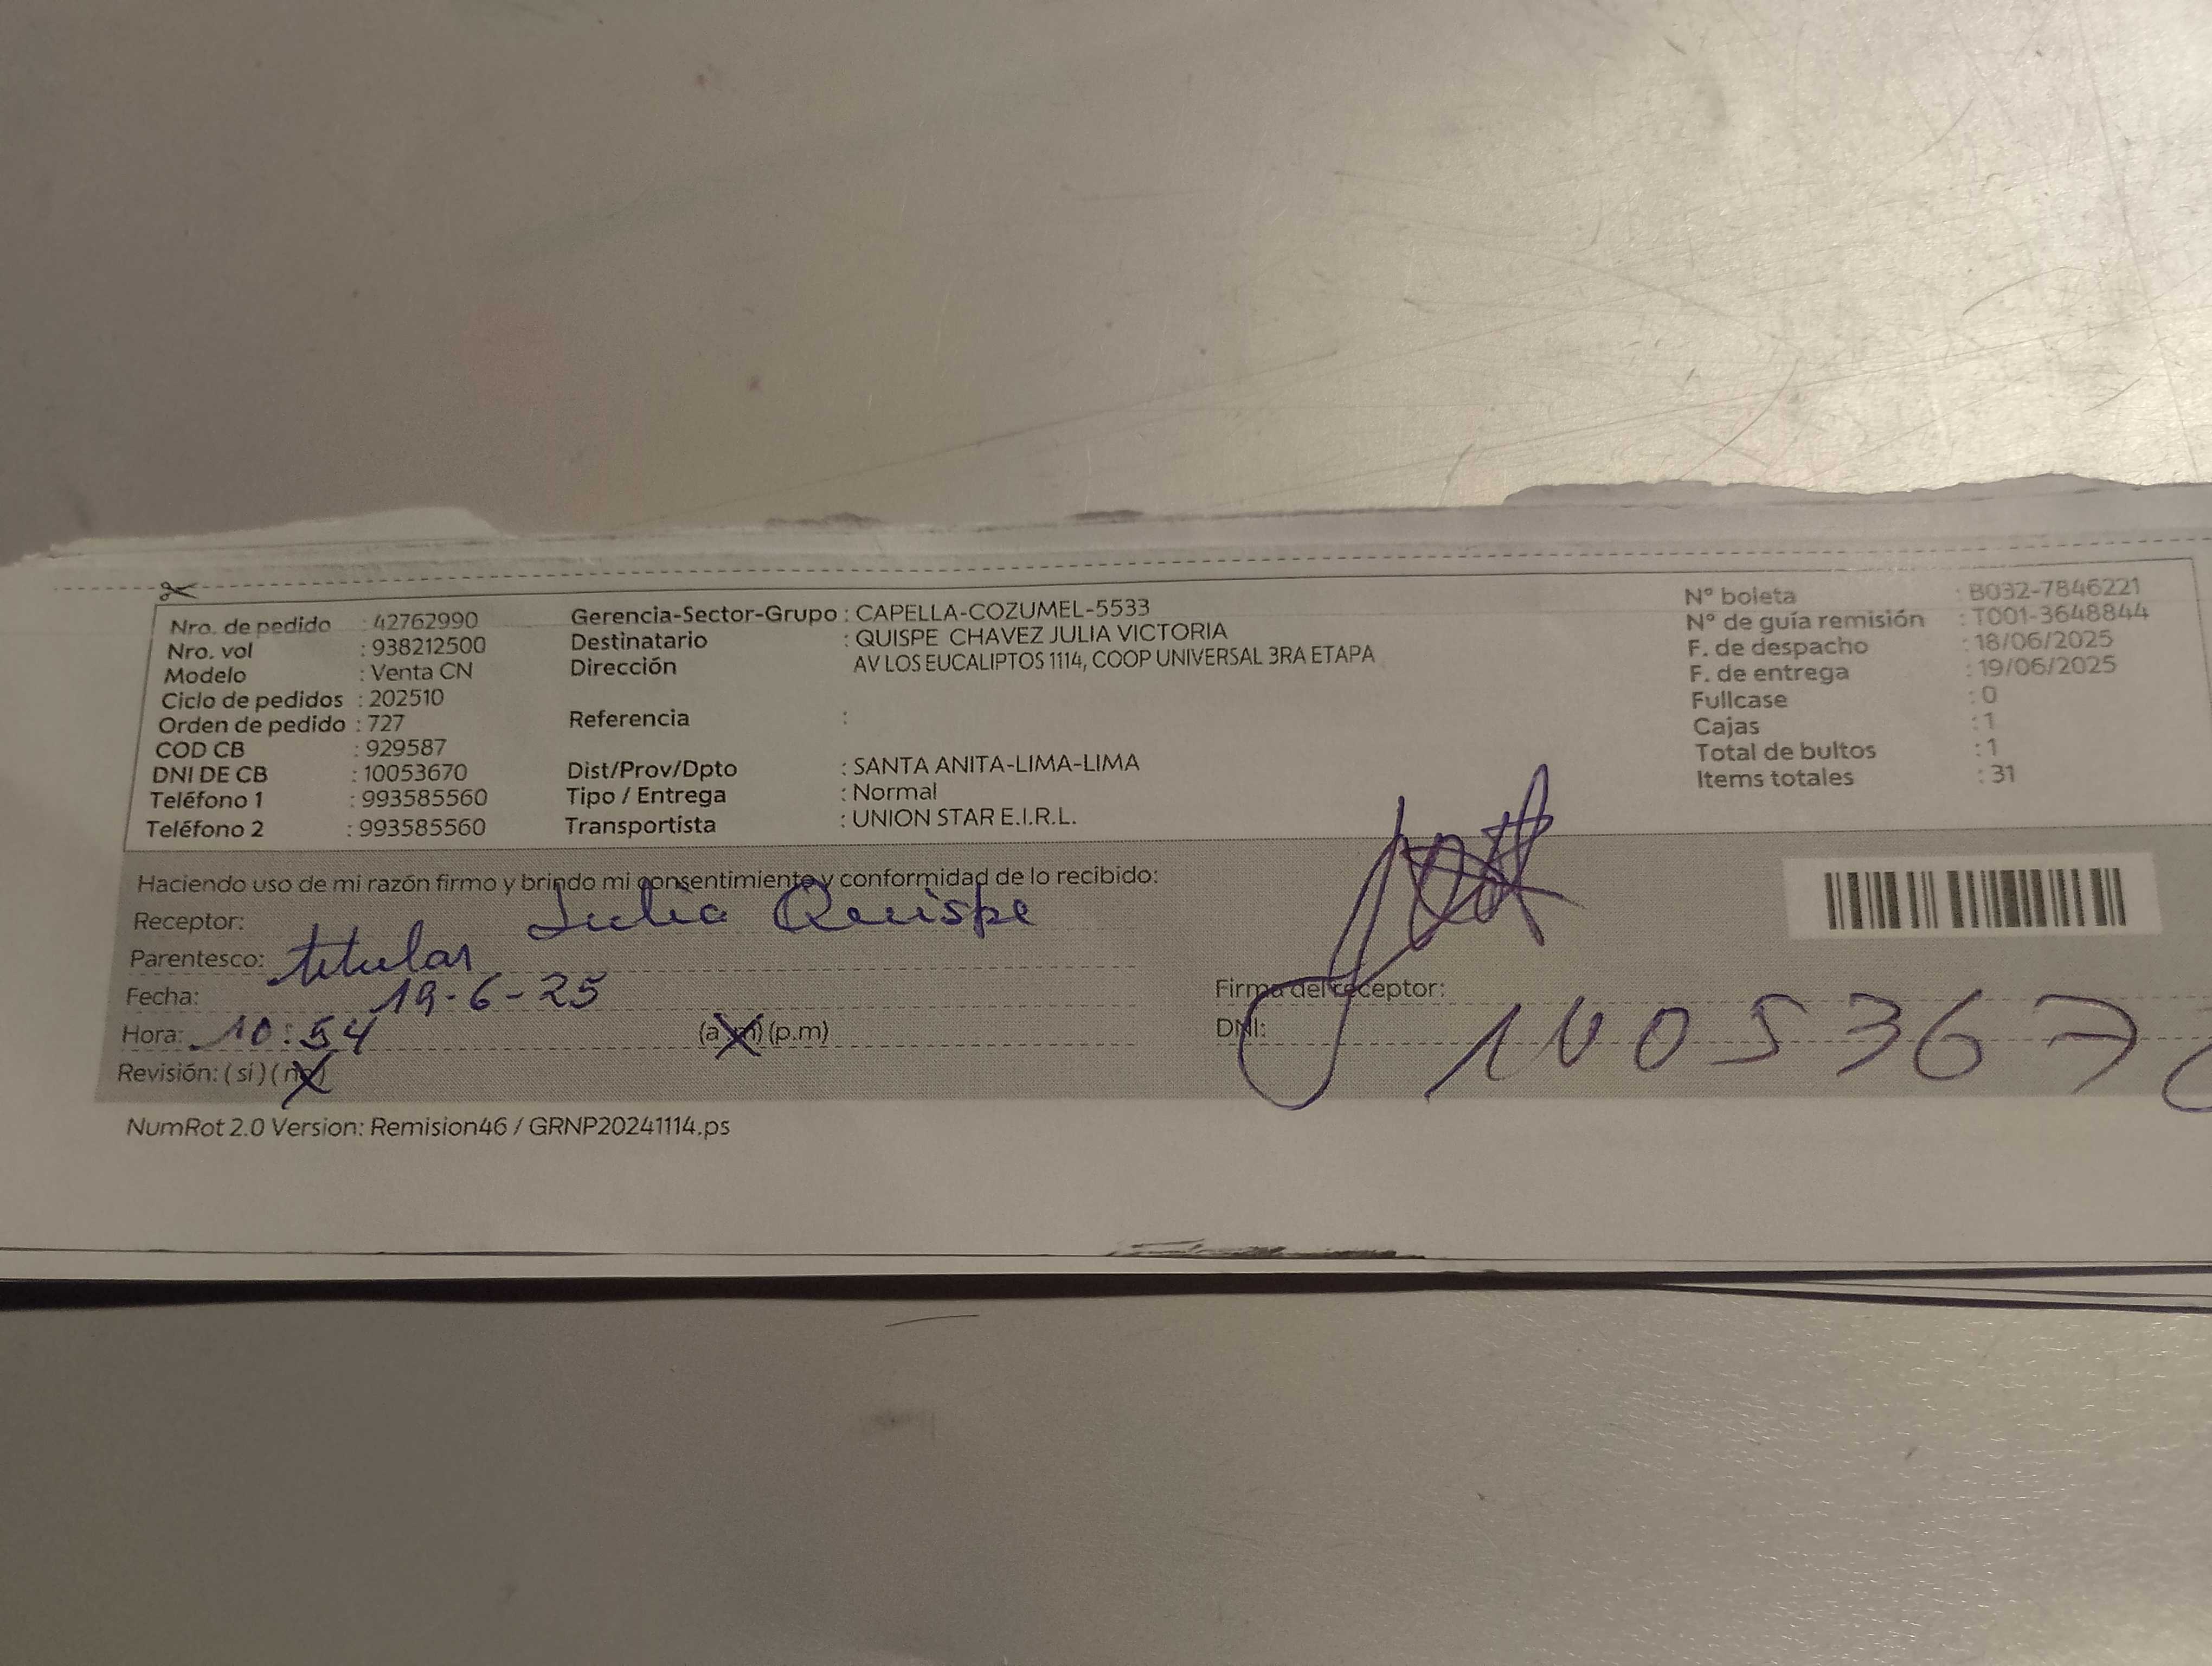 Nro. de pedido : 42762990
Nro. vol : 938212500
Modelo : Venta CN
Ciclo de pedidos : 202510
Orden de pedido : 727
COD CB : 929587
DNI DE CB : 10053670
Teléfono 1 : 993585560
Teléfono 2 : 993585560
Gerencia-Sector-Grupo : CAPELLA-COZUMEL-5533
Destinatario : QUISPE CHAVEZ JULIA VICTORIA
Dirección AV LOS EUCALIPTOS 1114, COOP UNIVERSAL 3RA ETAPA
Referencia :
Dist/Prov/Dpto : SANTA ANITA-LIMA-LIMA
Tipo / Entrega : Normal
Transportista : UNION STAR E.I.R.L.
N° boleta : B032-7846221
N° de guía remisión : T001-3648844
F. de despacho : 18/06/2025
F. de entrega : 19/06/2025
Fullcase : 0
Cajas : 1
Total de bultos : 1
Items totales : 31
Haciendo uso de mi razón firmo y brindo mi consentimiento y conformidad de lo recibido:
Receptor: Julia Quispe
Parentesco: titular
Fecha: 19-6-25
Hora: 10:54 (a.m) (p.m)
Revisión: (si) (no)
Firma del receptor:
DNI: 10053670
NumRot 2.0 Version: Remision46 / GRNP20241114.ps